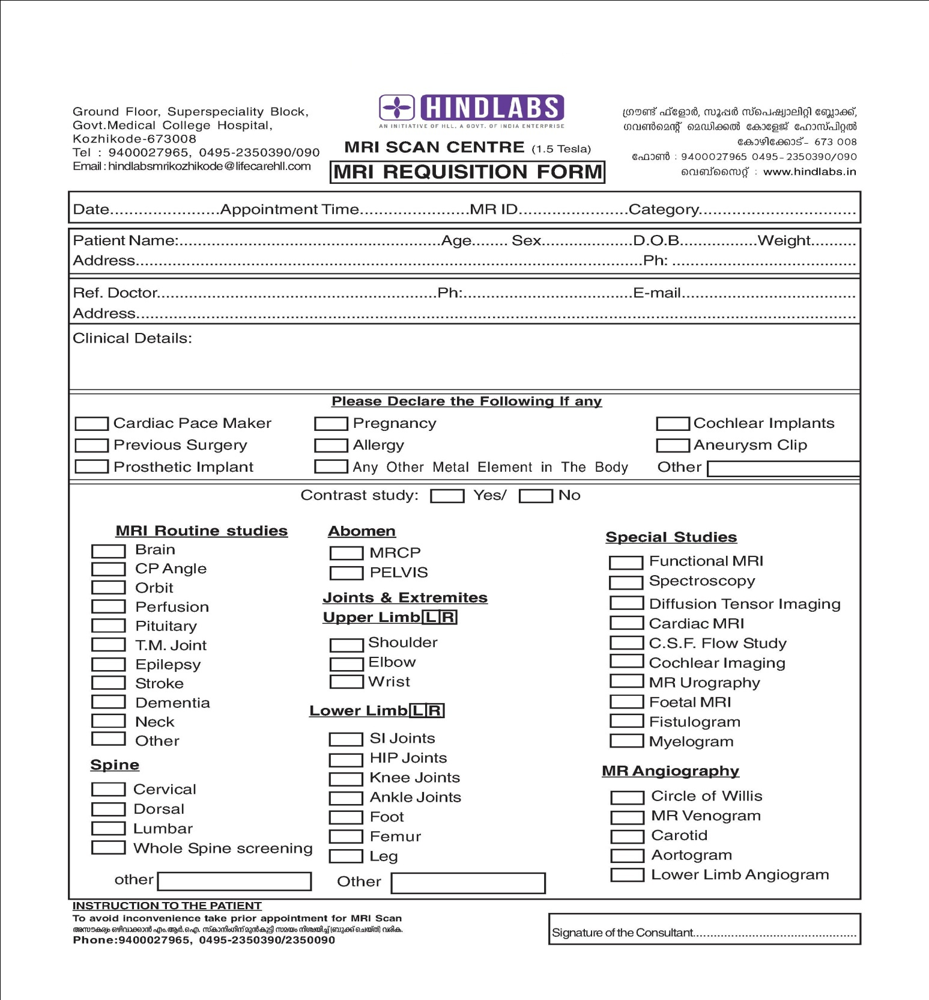 Ground Floor, Superspeciality Block,
Govt.Medical College Hospital,
Kozhikode-673008
Tel : 9400027965, 0495-2350390/090
Email : hindlabsmrikozhikode@lifecarehll.com
HINDLABS
AN INITIATIVE OF HLL, A GOVT. OF INDIA ENTERPRISE
MRI SCAN CENTRE (1.5 Tesla)
MRI REQUISITION FORM
ഗ്രൗണ്ട് ഫ്ളോർ, സൂപ്പർ സ്പെഷ്യാലിറ്റി ബ്ലോക്ക്,
ഗവൺമെന്റ് മെഡിക്കൽ കോളേജ് ഹോസ്പിറ്റൽ
കോഴിക്കോട്- 673 008
ഫോൺ : 9400027965 0495-2350390/090
വെബ്സൈറ്റ് : www.hindlabs.in
Date.......................Appointment Time.......................MR ID.......................Category.................................
Patient Name:.......................................................Age....... Sex...................D.O.B................Weight..........
Address...........................................................................................................Ph: .......................................
Ref. Doctor...........................................................Ph:....................................E-mail.....................................
Address........................................................................................................................................................
Clinical Details:
Please Declare the Following If any
Cardiac Pace Maker Pregnancy Cochlear Implants
Previous Surgery Allergy Aneurysm Clip
Prosthetic Implant Any Other Metal Element in The Body Other
Contrast study: Yes/ No
MRI Routine studies
Brain
CP Angle
Orbit
Perfusion
Pituitary
T.M. Joint
Epilepsy
Stroke
Dementia
Neck
Other
Spine
Cervical
Dorsal
Lumbar
Whole Spine screening
other
Abomen
MRCP
PELVIS
Joints & Extremites
Upper Limb L R
Shoulder
Elbow
Wrist
Lower Limb L R
SI Joints
HIP Joints
Knee Joints
Ankle Joints
Foot
Femur
Leg
Other
Special Studies
Functional MRI
Spectroscopy
Diffusion Tensor Imaging
Cardiac MRI
C.S.F. Flow Study
Cochlear Imaging
MR Urography
Foetal MRI
Fistulogram
Myelogram
MR Angiography
Circle of Willis
MR Venogram
Carotid
Aortogram
Lower Limb Angiogram
INSTRUCTION TO THE PATIENT
To avoid inconvenience take prior appointment for MRI Scan
അസൗകര്യം ഒഴിവാക്കാൻ എം.ആർ.ഐ. സ്കാനിംഗിന് മുൻകൂട്ടി സമയം നിശ്ചയിച്ച് (ബുക്ക് ചെയ്ത്) വരിക.
Phone:9400027965, 0495-2350390/2350090
Signature of the Consultant................................................